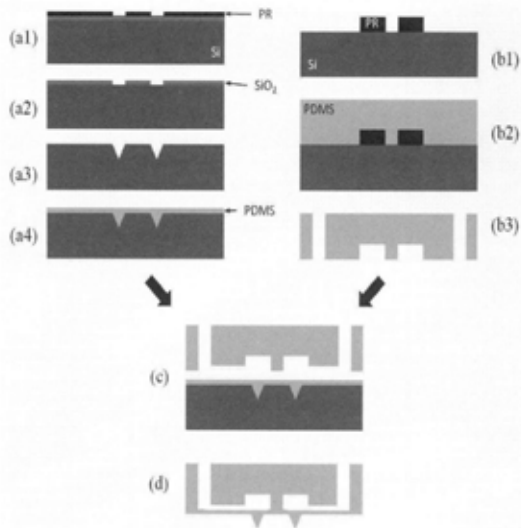 (a1)
PR
Si
(a2)
SiO₂
(a3)
(a4)
PDMS
PR
Si
(b1)
PDMS
(b2)
(b3)
(c)
(d)